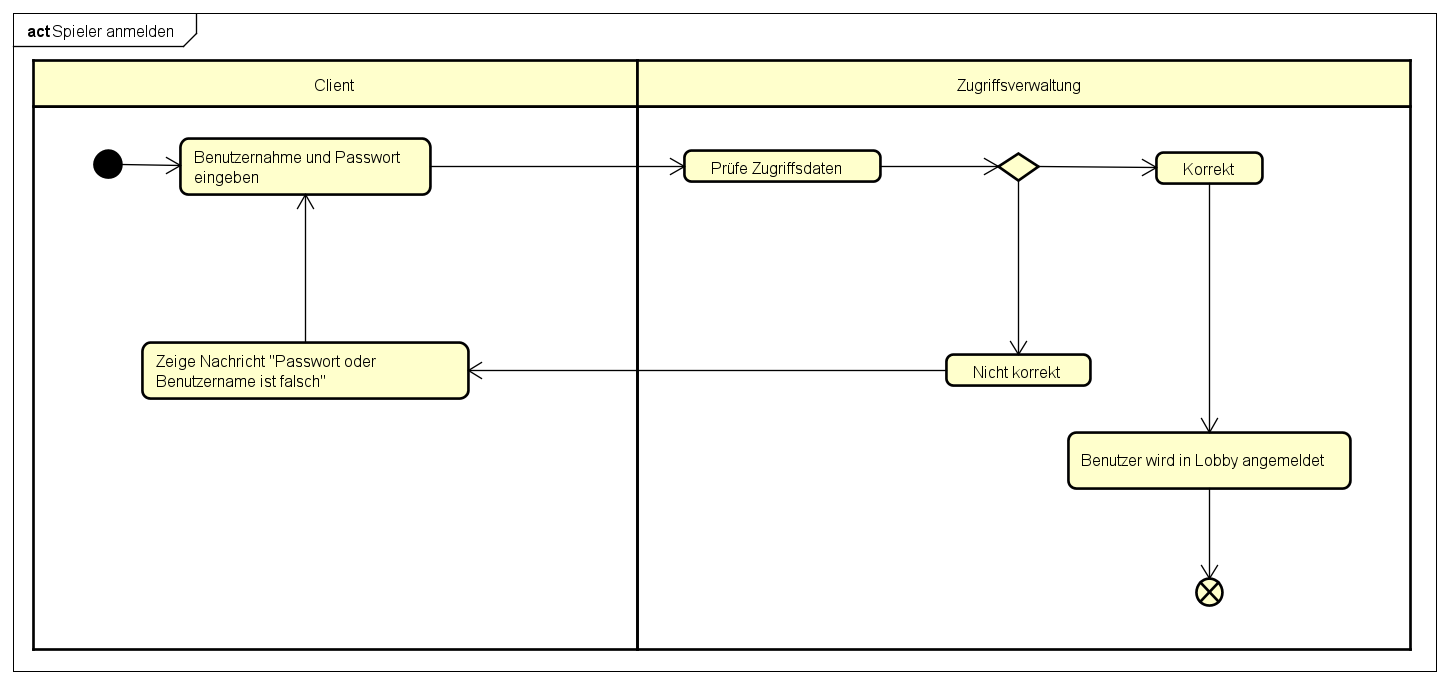 act Spieler anmelden
Client
Zugriffsverwaltung
Benutzernahme und Passwort
eingeben
Prüfe Zugriffsdaten
Korrekt
Zeige Nachricht "Passwort oder
Benutzername ist falsch"
Nicht korrekt
Benutzer wird in Lobby angemeldet